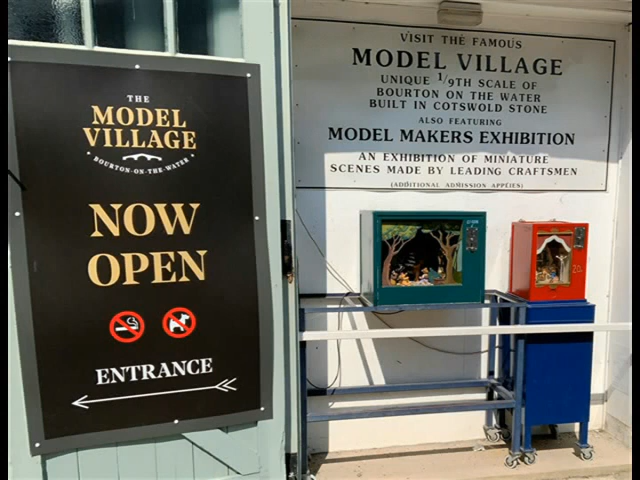 THE
MODEL
VILLAGE
BOURTON-ON-THE-WATER
NOW
OPEN
ENTRANCE
VISIT THE FAMOUS
MODEL VILLAGE
UNIQUE 1/9TH SCALE OF
BOURTON ON THE WATER
BUILT IN COTSWOLD STONE
ALSO FEATURING
MODEL MAKERS EXHIBITION
AN EXHIBITION OF MINIATURE
SCENES MADE BY LEADING CRAFTSMEN
(ADDITIONAL ADMISSION APPLIES)
20P